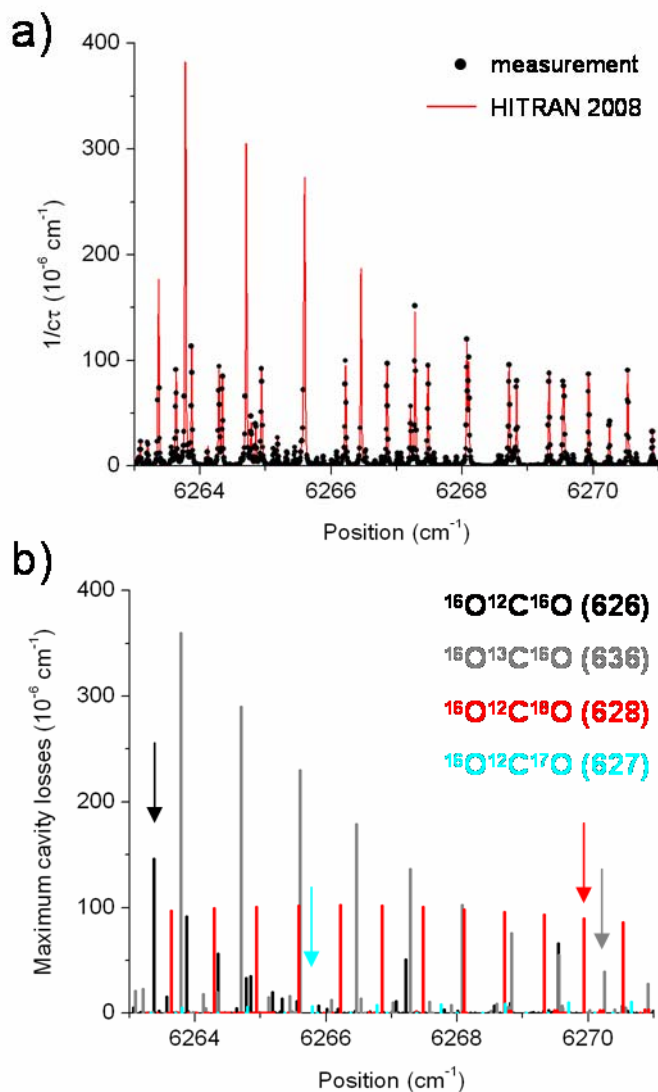 a)
400
300
200
100
0
1/cτ (10⁻⁶ cm⁻¹)
measurement
HITRAN 2008
6264 6266 6268 6270
Position (cm⁻¹)
b)
400
300
200
100
0
Maximum cavity losses (10⁻⁶ cm⁻¹)
¹⁶O¹²C¹⁶O (626)
¹⁶O¹³C¹⁶O (636)
¹⁶O¹²C¹⁸O (628)
¹⁶O¹²C¹⁷O (627)
6264 6266 6268 6270
Position (cm⁻¹)